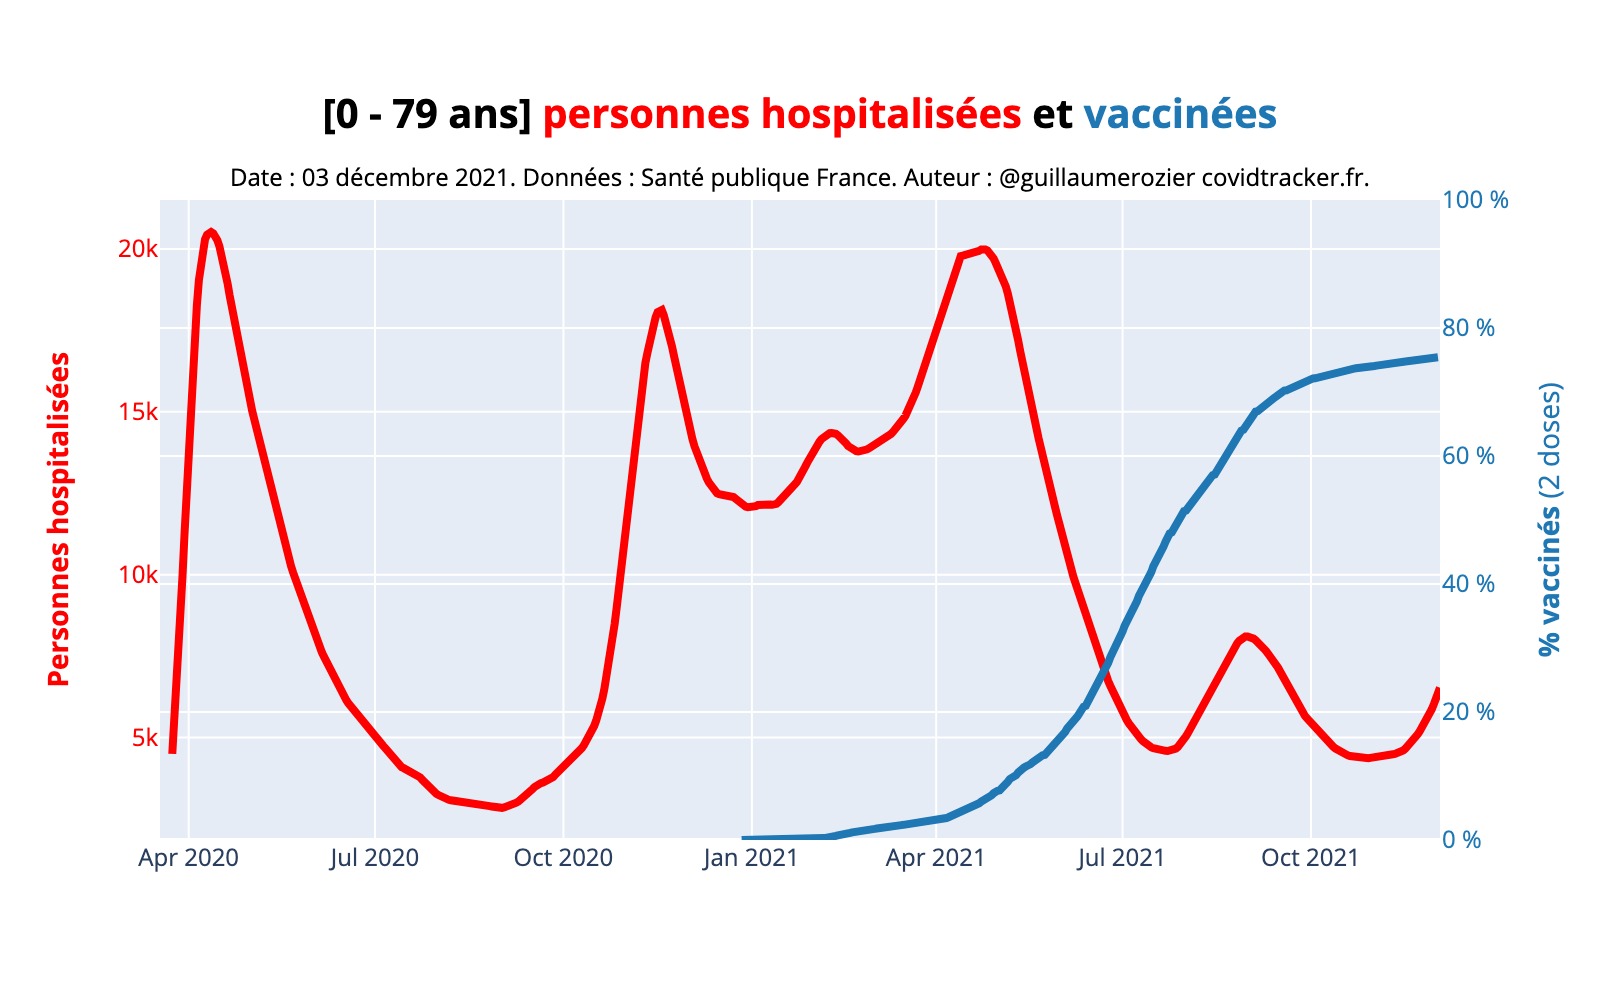 [0 - 79 ans] personnes hospitalisées et vaccinées
Date : 03 décembre 2021. Données : Santé publique France. Auteur : @guillaumerozier covidtracker.fr.
100 %
20k
80 %
15k
60 %
10k
40 %
5k
20 %
0 %
Personnes hospitalisées
% vaccinés (2 doses)
Apr 2020
Jul 2020
Oct 2020
Jan 2021
Apr 2021
Jul 2021
Oct 2021